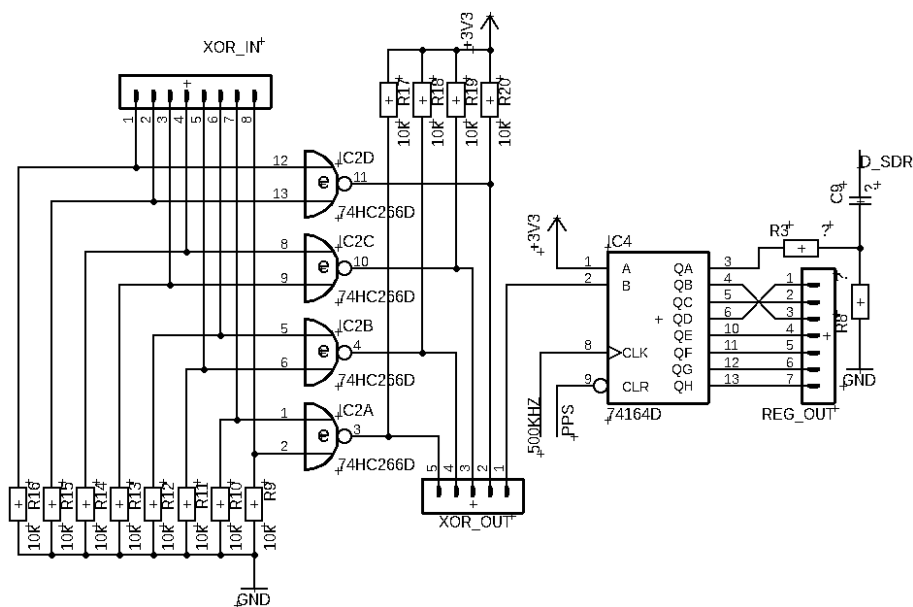 XOR_IN
1 2 3 4 5 6 7 8
+3V3
R17 R18 R19 R20
10k 10k 10k 10k
12
13
11
IC2D
74HC266D
8
9
10
IC2C
74HC266D
5
6
4
IC2B
74HC266D
1
2
3
IC2A
74HC266D
R16 R15 R14 R13 R12 R11 R10 R9
10k 10k 10k 10k 10k 10k 10k 10k
GND
5 4 3 2 1
XOR_OUT
+3V3
IC4
1 A QA 3
2 B QB 4
QC 5
QD 6
QE 10
8 CLK QF 11
QG 12
9 CLR QH 13
74164D
500KHZ
PPS
D_SDR
C9 ?
R3 ?
R8
?
1
2
3
4
5
6
7
REG_OUT
GND